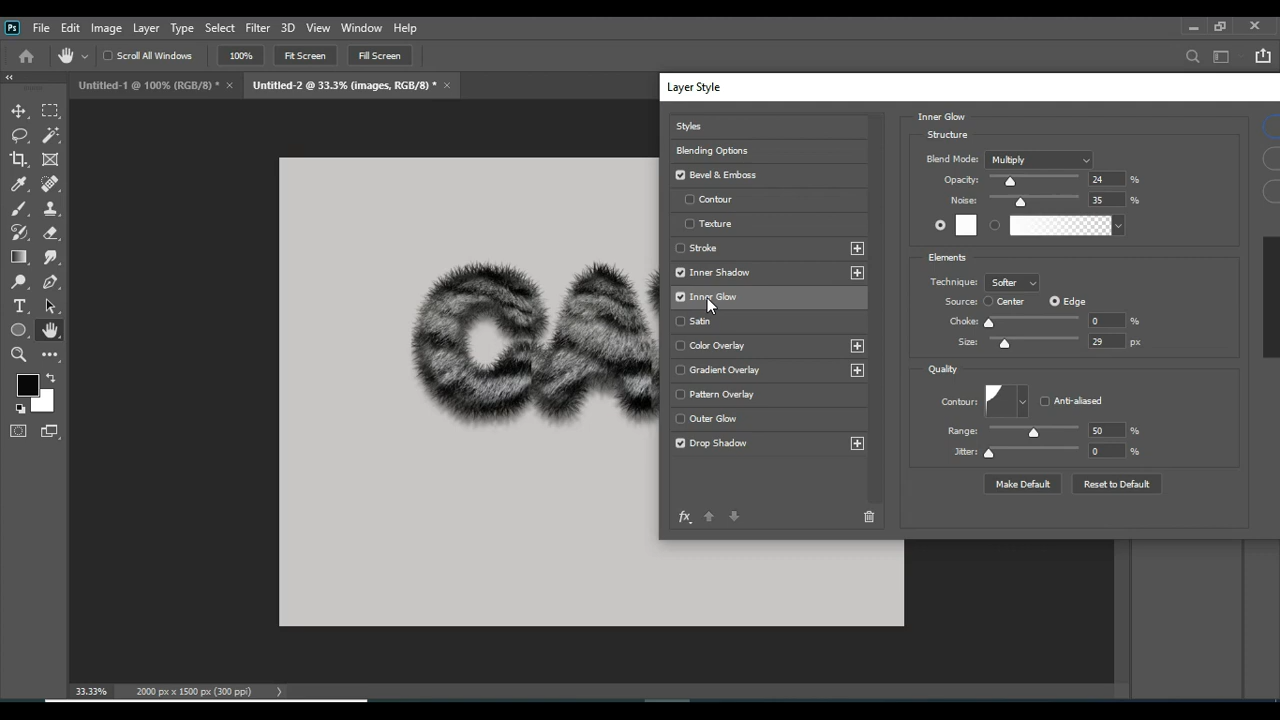 Ps File Edit Image Layer Type Select Filter 3D View Window Help
Scroll All Windows 100% Fit Screen Fill Screen
Untitled-1 @ 100% (RGB/8) * × Untitled-2 @ 33.3% (images, RGB/8) * ×
Layer Style
Styles
Blending Options
Bevel & Emboss
Contour
Texture
Stroke
Inner Shadow
Inner Glow
Satin
Color Overlay
Gradient Overlay
Pattern Overlay
Outer Glow
Drop Shadow
fx
Inner Glow
Structure
Blend Mode: Multiply
Opacity: 24 %
Noise: 35 %
Elements
Technique: Softer
Source: Center Edge
Choke: 0 %
Size: 29 px
Quality
Contour: Anti-aliased
Range: 50 %
Jitter: 0 %
Make Default Reset to Default
33.33% 2000 px x 1500 px (300 ppi)